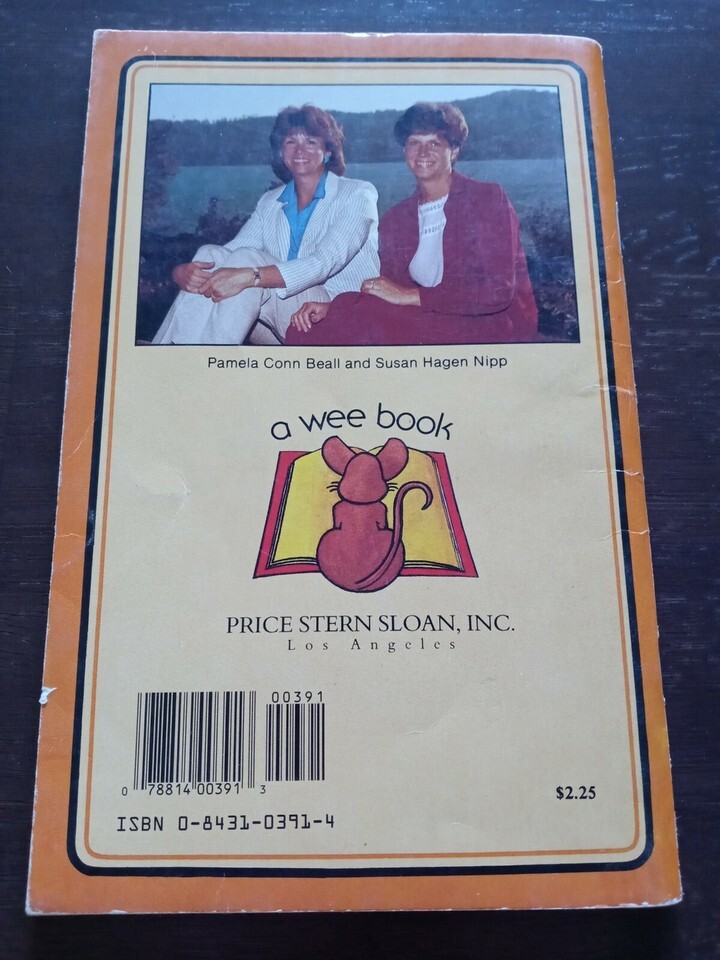 Pamela Conn Beall and Susan Hagen Nipp
a wee book
PRICE STERN SLOAN, INC.
Los Angeles
00391
0 78814 00391 3
$2.25
ISBN 0-8431-0391-4